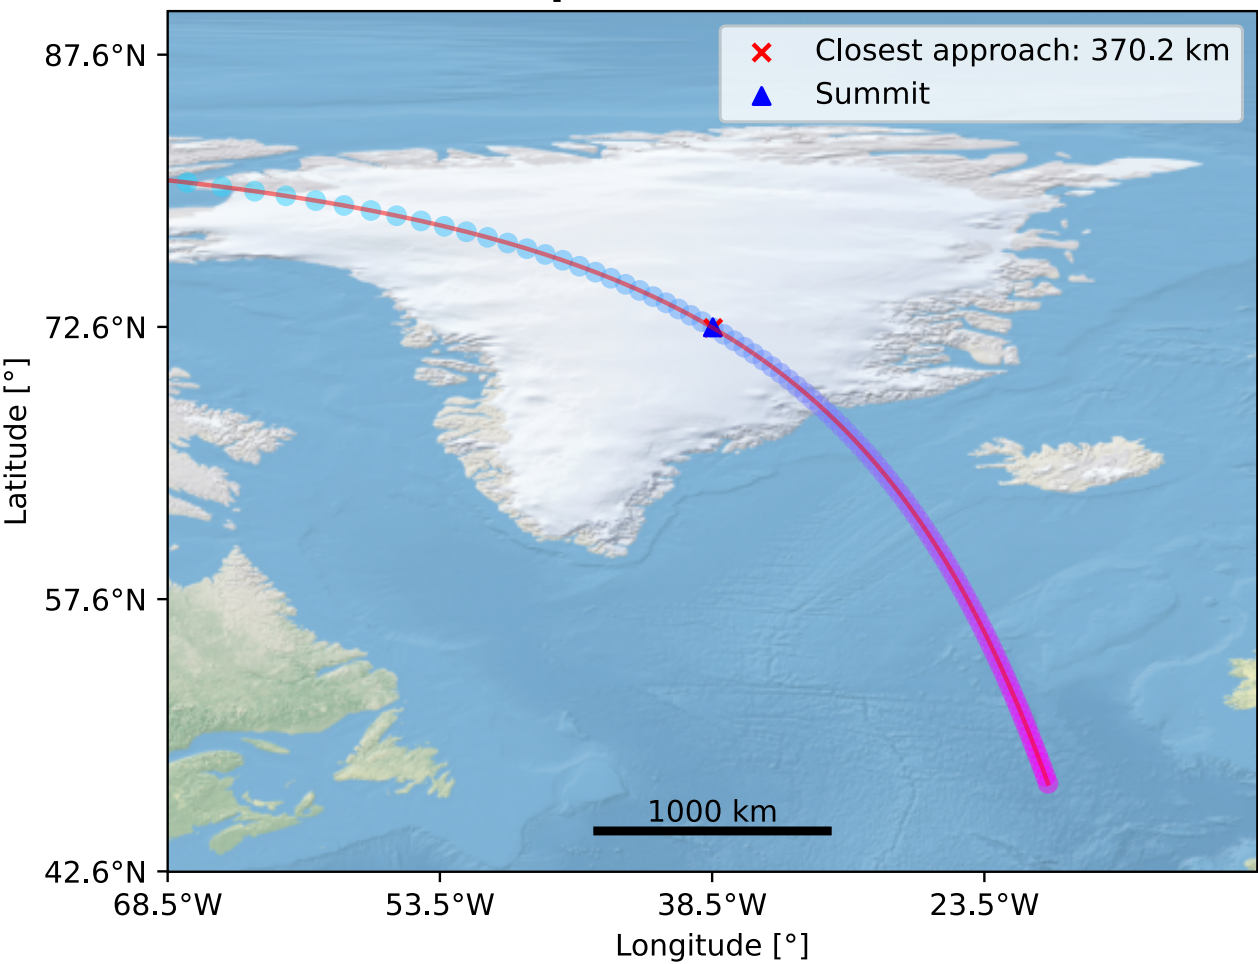 Closest approach: 370.2 km
Summit
87.6°N
72.6°N
57.6°N
42.6°N
Latitude [°]
1000 km
68.5°W
53.5°W
38.5°W
23.5°W
Longitude [°]